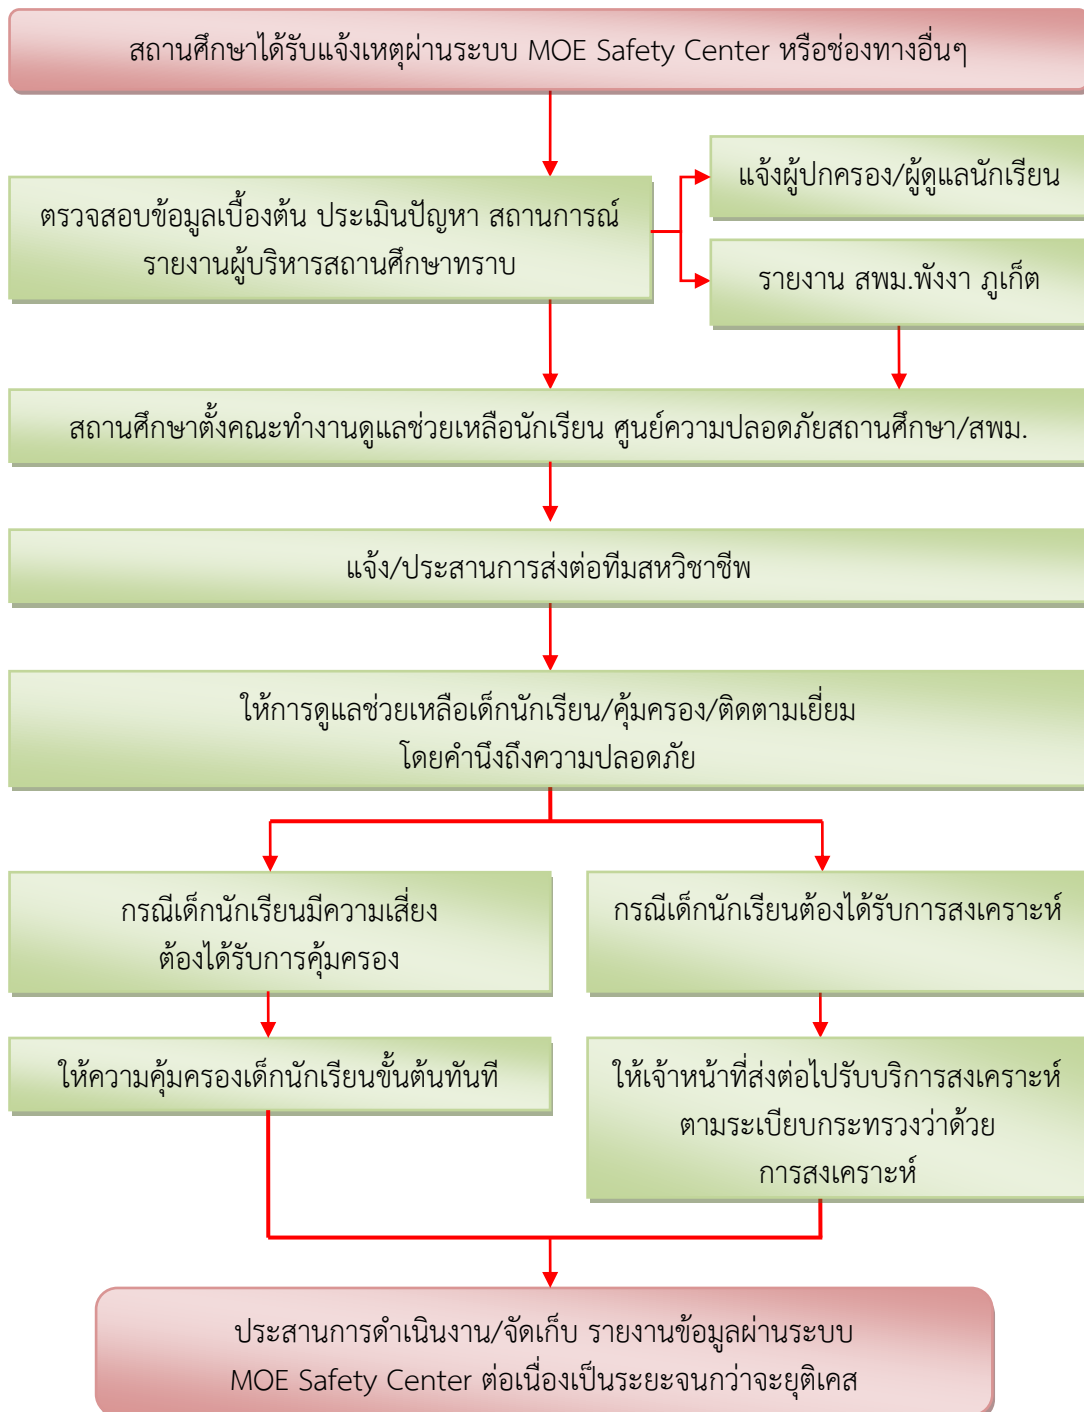 สถานศึกษาได้รับแจ้งเหตุผ่านระบบ MOE Safety Center หรือช่องทางอื่นๆ
แจ้งผู้ปกครอง/ผู้ดูแลนักเรียน
ตรวจสอบข้อมูลเบื้องต้น ประเมินปัญหา สถานการณ์
รายงานผู้บริหารสถานศึกษาทราบ
รายงาน สพม.พังงา ภูเก็ต
สถานศึกษาตั้งคณะทำงานดูแลช่วยเหลือนักเรียน ศูนย์ความปลอดภัยสถานศึกษา/สพม.
แจ้ง/ประสานการส่งต่อทีมสหวิชาชีพ
ให้การดูแลช่วยเหลือเด็กนักเรียน/คุ้มครอง/ติดตามเยี่ยม
โดยคำนึงถึงความปลอดภัย
กรณีเด็กนักเรียนมีความเสี่ยง
ต้องได้รับการคุ้มครอง
กรณีเด็กนักเรียนต้องได้รับการสงเคราะห์
ให้ความคุ้มครองเด็กนักเรียนขั้นต้นทันที
ให้เจ้าหน้าที่ส่งต่อไปรับบริการสงเคราะห์
ตามระเบียบกระทรวงว่าด้วย
การสงเคราะห์
ประสานการดำเนินงาน/จัดเก็บ รายงานข้อมูลผ่านระบบ
MOE Safety Center ต่อเนื่องเป็นระยะจนกว่าจะยุติเคส